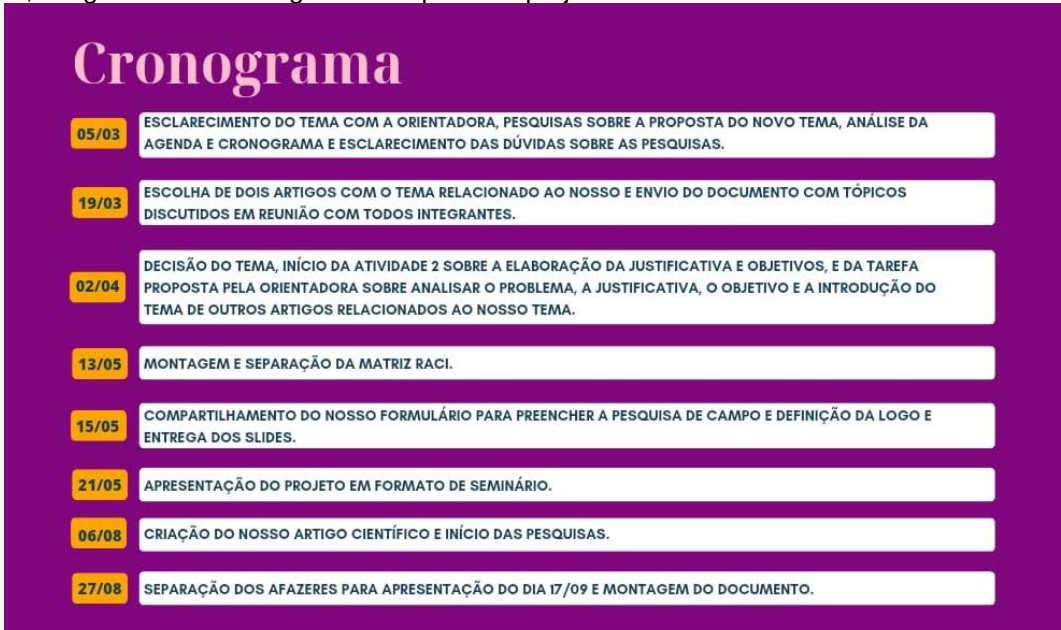 Cronograma
05/03
ESCLARECIMENTO DO TEMA COM A ORIENTADORA, PESQUISAS SOBRE A PROPOSTA DO NOVO TEMA, ANÁLISE DA
AGENDA E CRONOGRAMA E ESCLARECIMENTO DAS DÚVIDAS SOBRE AS PESQUISAS.
19/03
ESCOLHA DE DOIS ARTIGOS COM O TEMA RELACIONADO AO NOSSO E ENVIO DO DOCUMENTO COM TÓPICOS
DISCUTIDOS EM REUNIÃO COM TODOS INTEGRANTES.
02/04
DECISÃO DO TEMA, INÍCIO DA ATIVIDADE 2 SOBRE A ELABORAÇÃO DA JUSTIFICATIVA E OBJETIVOS, E DA TAREFA
PROPOSTA PELA ORIENTADORA SOBRE ANALISAR O PROBLEMA, A JUSTIFICATIVA, O OBJETIVO E A INTRODUÇÃO DO
TEMA DE OUTROS ARTIGOS RELACIONADOS AO NOSSO TEMA.
13/05
MONTAGEM E SEPARAÇÃO DA MATRIZ RACI.
15/05
COMPARTILHAMENTO DO NOSSO FORMULÁRIO PARA PREENCHER A PESQUISA DE CAMPO E DEFINIÇÃO DA LOGO E
ENTREGA DOS SLIDES.
21/05
APRESENTAÇÃO DO PROJETO EM FORMATO DE SEMINÁRIO.
06/08
CRIAÇÃO DO NOSSO ARTIGO CIENTÍFICO E INÍCIO DAS PESQUISAS.
27/08
SEPARAÇÃO DOS AFAZERES PARA APRESENTAÇÃO DO DIA 17/09 E MONTAGEM DO DOCUMENTO.